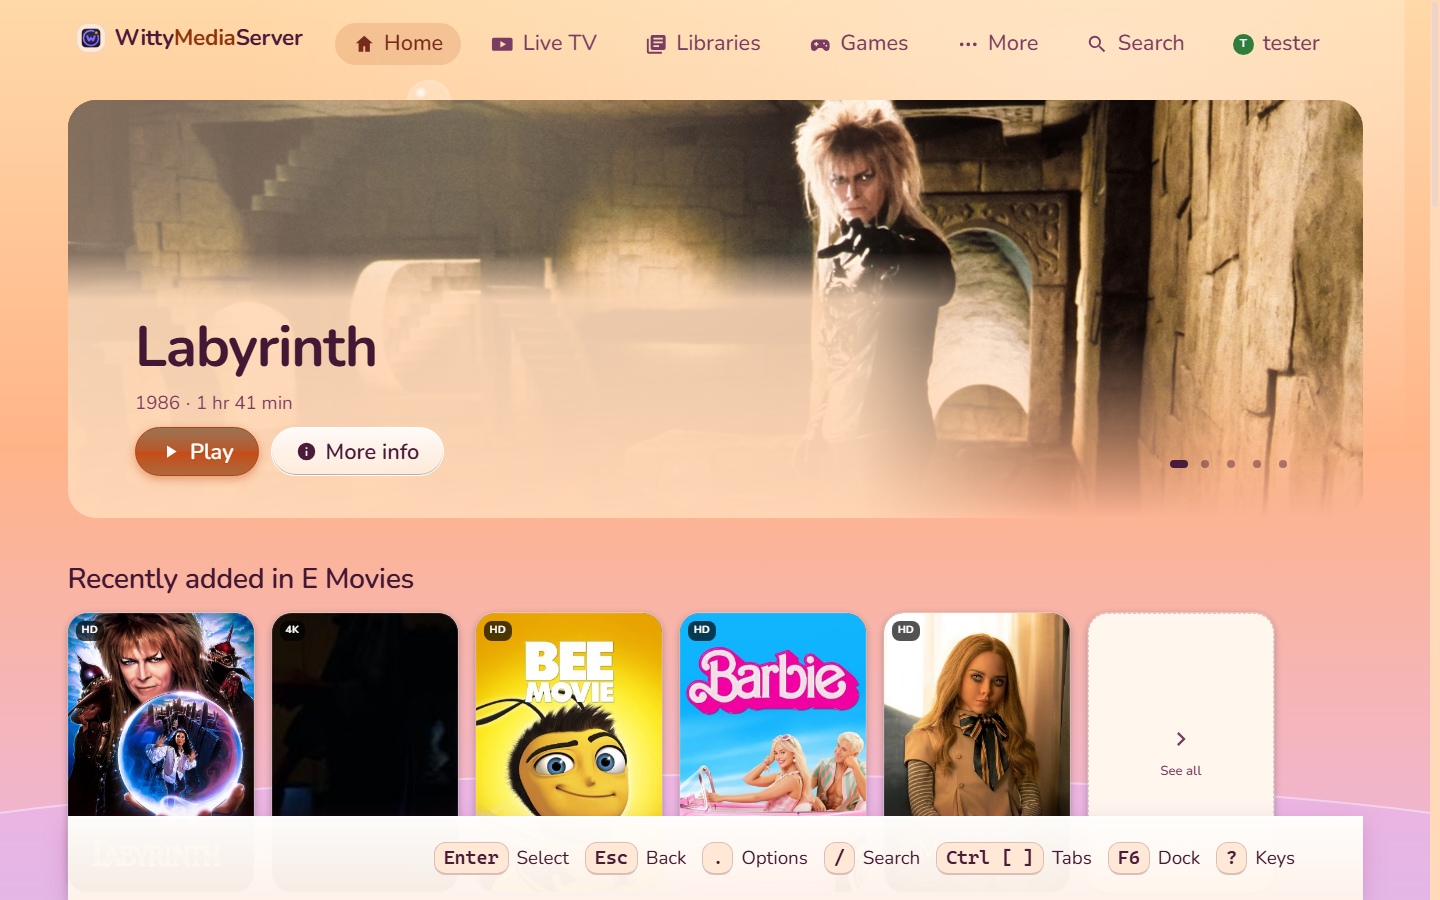 WittyMediaServer
Home
Live TV
Libraries
Games
More
Search
T
tester
Labyrinth
1986 · 1 hr 41 min
Play
More info
Recently added in E Movies
HD
4K
HD
BEE
MOVIE
HD
Barbie
HD
See all
LABYRINTH
Enter Select Esc Back . Options / Search Ctrl [ ] Tabs F6 Dock ? Keys